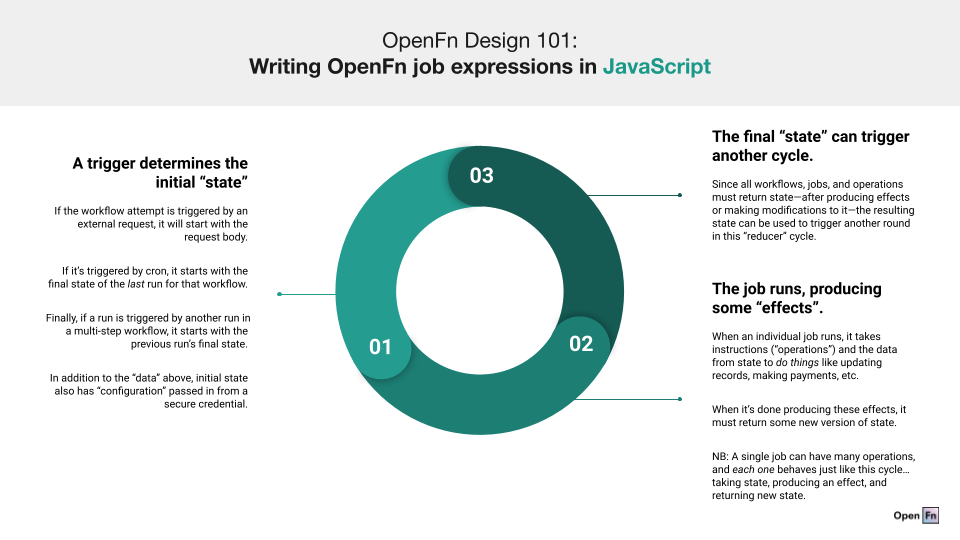 OpenFn Design 101:
Writing OpenFn job expressions in JavaScript
A trigger determines the
initial “state”
If the workflow attempt is triggered by an
external request, it will start with the
request body.
If it’s triggered by cron, it starts with the
final state of the last run for that workflow.
Finally, if a run is triggered by another run in
a multi-step workflow, it starts with the
previous run’s final state.
In addition to the “data” above, initial state
also has “configuration” passed in from a
secure credential.
01
02
03
The final “state” can trigger
another cycle.
Since all workflows, jobs, and operations
must return state—after producing effects
or making modifications to it—the resulting
state can be used to trigger another round
in this “reducer” cycle.
The job runs, producing
some “effects”.
When an individual job runs, it takes
instructions (“operations”) and the data
from state to do things like updating
records, making payments, etc.
When it’s done producing these effects, it
must return some new version of state.
NB: A single job can have many operations,
and each one behaves just like this cycle…
taking state, producing an effect, and
returning new state.
Open Fn